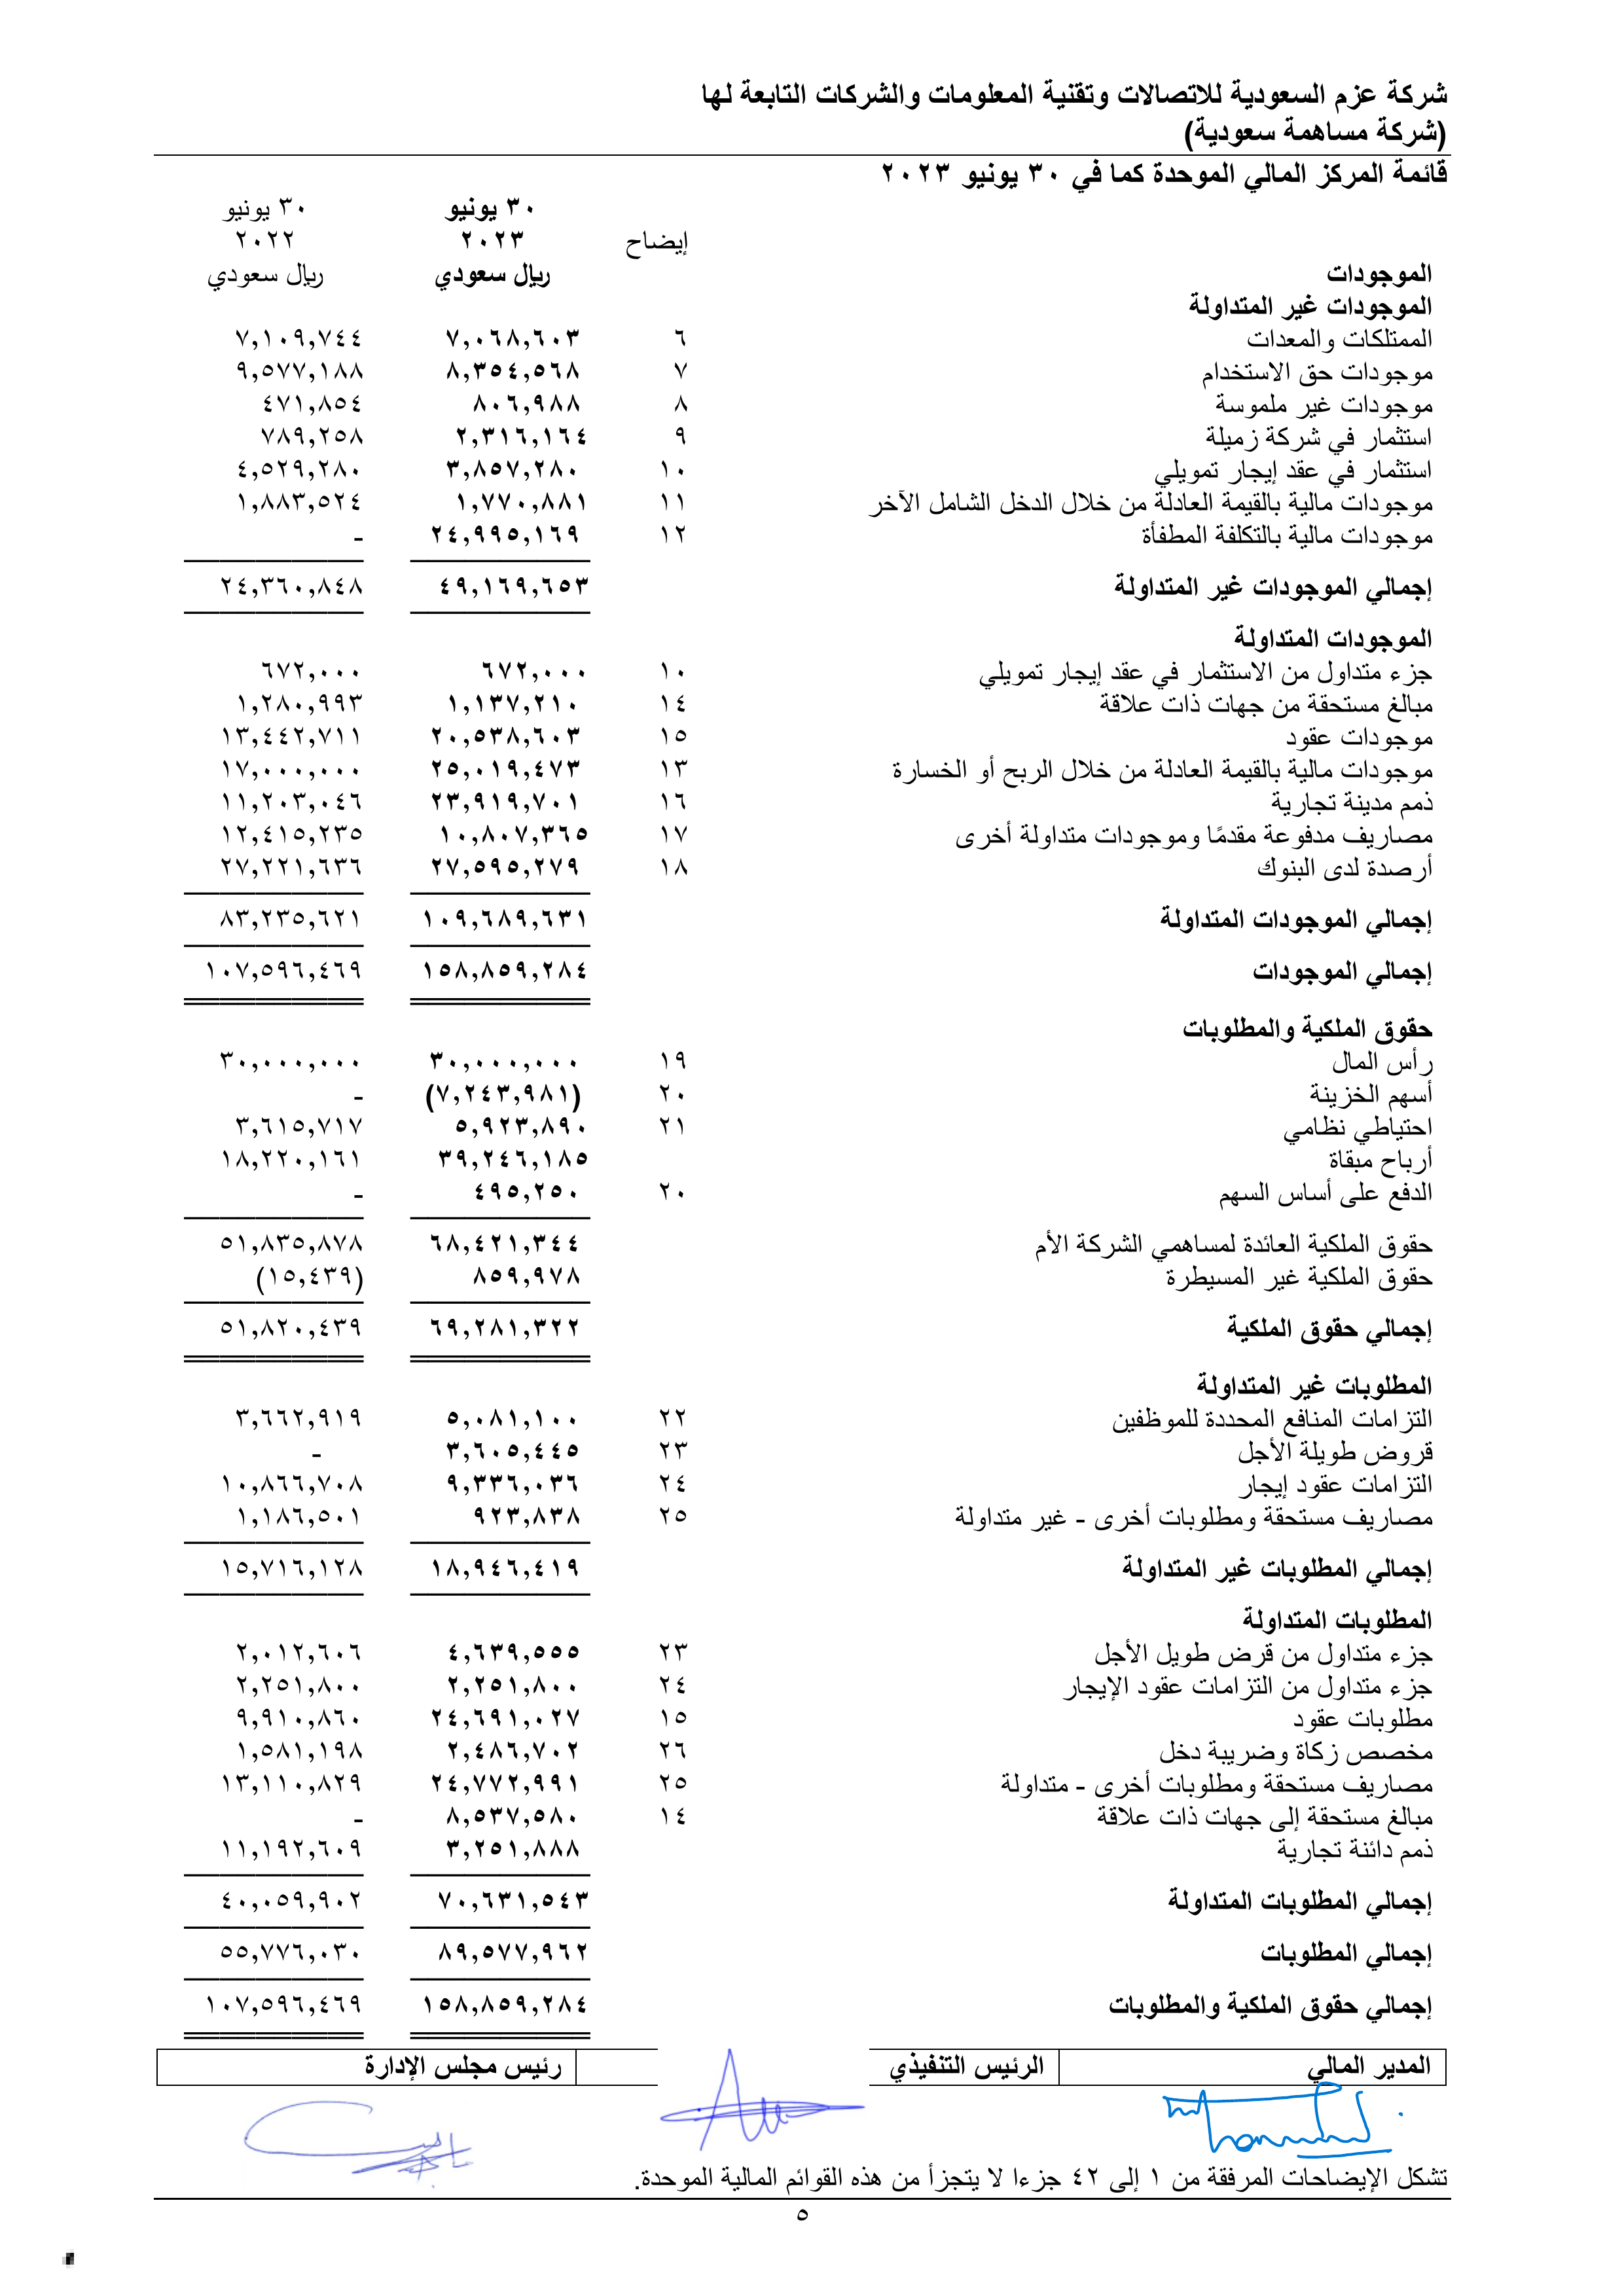 شركة عزم السعودية للاتصالات وتقنية المعلومات والشركات التابعة لها
(شركة مساهمة سعودية)
قائمة المركز المالي الموحدة كما في ٣٠ يونيو ٢٠٢٣
٣٠ يونيو ٣٠ يونيو
إيضاح ٢٠٢٣ ٢٠٢٢
الموجودات ريال سعودي ريال سعودي
الموجودات غير المتداولة
الممتلكات والمعدات ٦ ٧,٠٦٨,٦٠٣ ٧,١٠٩,٧٤٤
موجودات حق الاستخدام ٧ ٨,٣٥٤,٥٦٨ ٩,٥٧٧,١٨٨
موجودات غير ملموسة ٨ ٨٠٦,٩٨٨ ٤٧١,٨٥٤
استثمار في شركة زميلة ٩ ٢,٣١٦,١٦٤ ٧٨٩,٢٥٨
استثمار في عقد إيجار تمويلي ١٠ ٣,٨٥٧,٢٨٠ ٤,٥٢٩,٢٨٠
موجودات مالية بالقيمة العادلة من خلال الدخل الشامل الآخر ١١ ١,٧٧٠,٨٨١ ١,٨٨٣,٥٢٤
موجودات مالية بالتكلفة المطفأة ١٢ ٢٤,٩٩٥,١٦٩ -
إجمالي الموجودات غير المتداولة ٤٩,١٦٩,٦٥٣ ٢٤,٣٦٠,٨٤٨
الموجودات المتداولة
جزء متداول من الاستثمار في عقد إيجار تمويلي ١٠ ٦٧٢,٠٠٠ ٦٧٢,٠٠٠
مبالغ مستحقة من جهات ذات علاقة ١٤ ١,١٣٧,٢١٠ ١,٢٨٠,٩٩٣
موجودات عقود ١٥ ٢٠,٥٣٨,٦٠٣ ١٣,٤٤٢,٧١١
موجودات مالية بالقيمة العادلة من خلال الربح أو الخسارة ١٣ ٢٥,٠١٩,٤٧٣ ١٧,٠٠٠,٠٠٠
ذمم مدينة تجارية ١٦ ٢٣,٩١٩,٧٠١ ١١,٢٠٣,٠٤٦
مصاريف مدفوعة مقدمًا وموجودات متداولة أخرى ١٧ ١٠,٨٠٧,٣٦٥ ١٢,٤١٥,٢٣٥
أرصدة لدى البنوك ١٨ ٢٧,٥٩٥,٢٧٩ ٢٧,٢٢١,٦٣٦
إجمالي الموجودات المتداولة ١٠٩,٦٨٩,٦٣١ ٨٣,٢٣٥,٦٢١
إجمالي الموجودات ١٥٨,٨٥٩,٢٨٤ ١٠٧,٥٩٦,٤٦٩
حقوق الملكية والمطلوبات
رأس المال ١٩ ٣٠,٠٠٠,٠٠٠ ٣٠,٠٠٠,٠٠٠
أسهم الخزينة ٢٠ (٧,٢٤٣,٩٨١) -
احتياطي نظامي ٢١ ٥,٩٢٣,٨٩٠ ٣,٦١٥,٧١٧
أرباح مبقاة ٣٩,٢٤٦,١٨٥ ١٨,٢٢٠,١٦١
الدفع على أساس السهم ٢٠ ٤٩٥,٢٥٠ -
حقوق الملكية العائدة لمساهمي الشركة الأم ٦٨,٤٢١,٣٤٤ ٥١,٨٣٥,٨٧٨
حقوق الملكية غير المسيطرة ٨٥٩,٩٧٨ (١٥,٤٣٩)
إجمالي حقوق الملكية ٦٩,٢٨١,٣٢٢ ٥١,٨٢٠,٤٣٩
المطلوبات غير المتداولة
التزامات المنافع المحددة للموظفين ٢٢ ٥,٠٨١,١٠٠ ٣,٦٦٢,٩١٩
قروض طويلة الأجل ٢٣ ٣,٦٠٥,٤٤٥ -
التزامات عقود إيجار ٢٤ ٩,٣٣٦,٠٣٦ ١٠,٨٦٦,٧٠٨
مصاريف مستحقة ومطلوبات أخرى - غير متداولة ٢٥ ٩٢٣,٨٣٨ ١,١٨٦,٥٠١
إجمالي المطلوبات غير المتداولة ١٨,٩٤٦,٤١٩ ١٥,٧١٦,١٢٨
المطلوبات المتداولة
جزء متداول من قرض طويل الأجل ٢٣ ٤,٦٣٩,٥٥٥ ٢,٠١٢,٦٠٦
جزء متداول من التزامات عقود الإيجار ٢٤ ٢,٢٥١,٨٠٠ ٢,٢٥١,٨٠٠
مطلوبات عقود ١٥ ٢٤,٦٩١,٠٢٧ ٩,٩١٠,٨٦٠
مخصص زكاة وضريبة دخل ٢٦ ٢,٤٨٦,٧٠٢ ١,٥٨١,١٩٨
مصاريف مستحقة ومطلوبات أخرى - متداولة ٢٥ ٢٤,٧٧٢,٩٩١ ١٣,١١٠,٨٢٩
مبالغ مستحقة إلى جهات ذات علاقة ١٤ ٨,٥٣٧,٥٨٠ -
ذمم دائنة تجارية ٣,٢٥١,٨٨٨ ١١,١٩٢,٦٠٩
إجمالي المطلوبات المتداولة ٧٠,٦٣١,٥٤٣ ٤٠,٠٥٩,٩٠٢
إجمالي المطلوبات ٨٩,٥٧٧,٩٦٢ ٥٥,٧٧٦,٠٣٠
إجمالي حقوق الملكية والمطلوبات ١٥٨,٨٥٩,٢٨٤ ١٠٧,٥٩٦,٤٦٩
المدير المالي الرئيس التنفيذي رئيس مجلس الإدارة
تشكل الإيضاحات المرفقة من ١ إلى ٤٢ جزءا لا يتجزأ من هذه القوائم المالية الموحدة.
٥